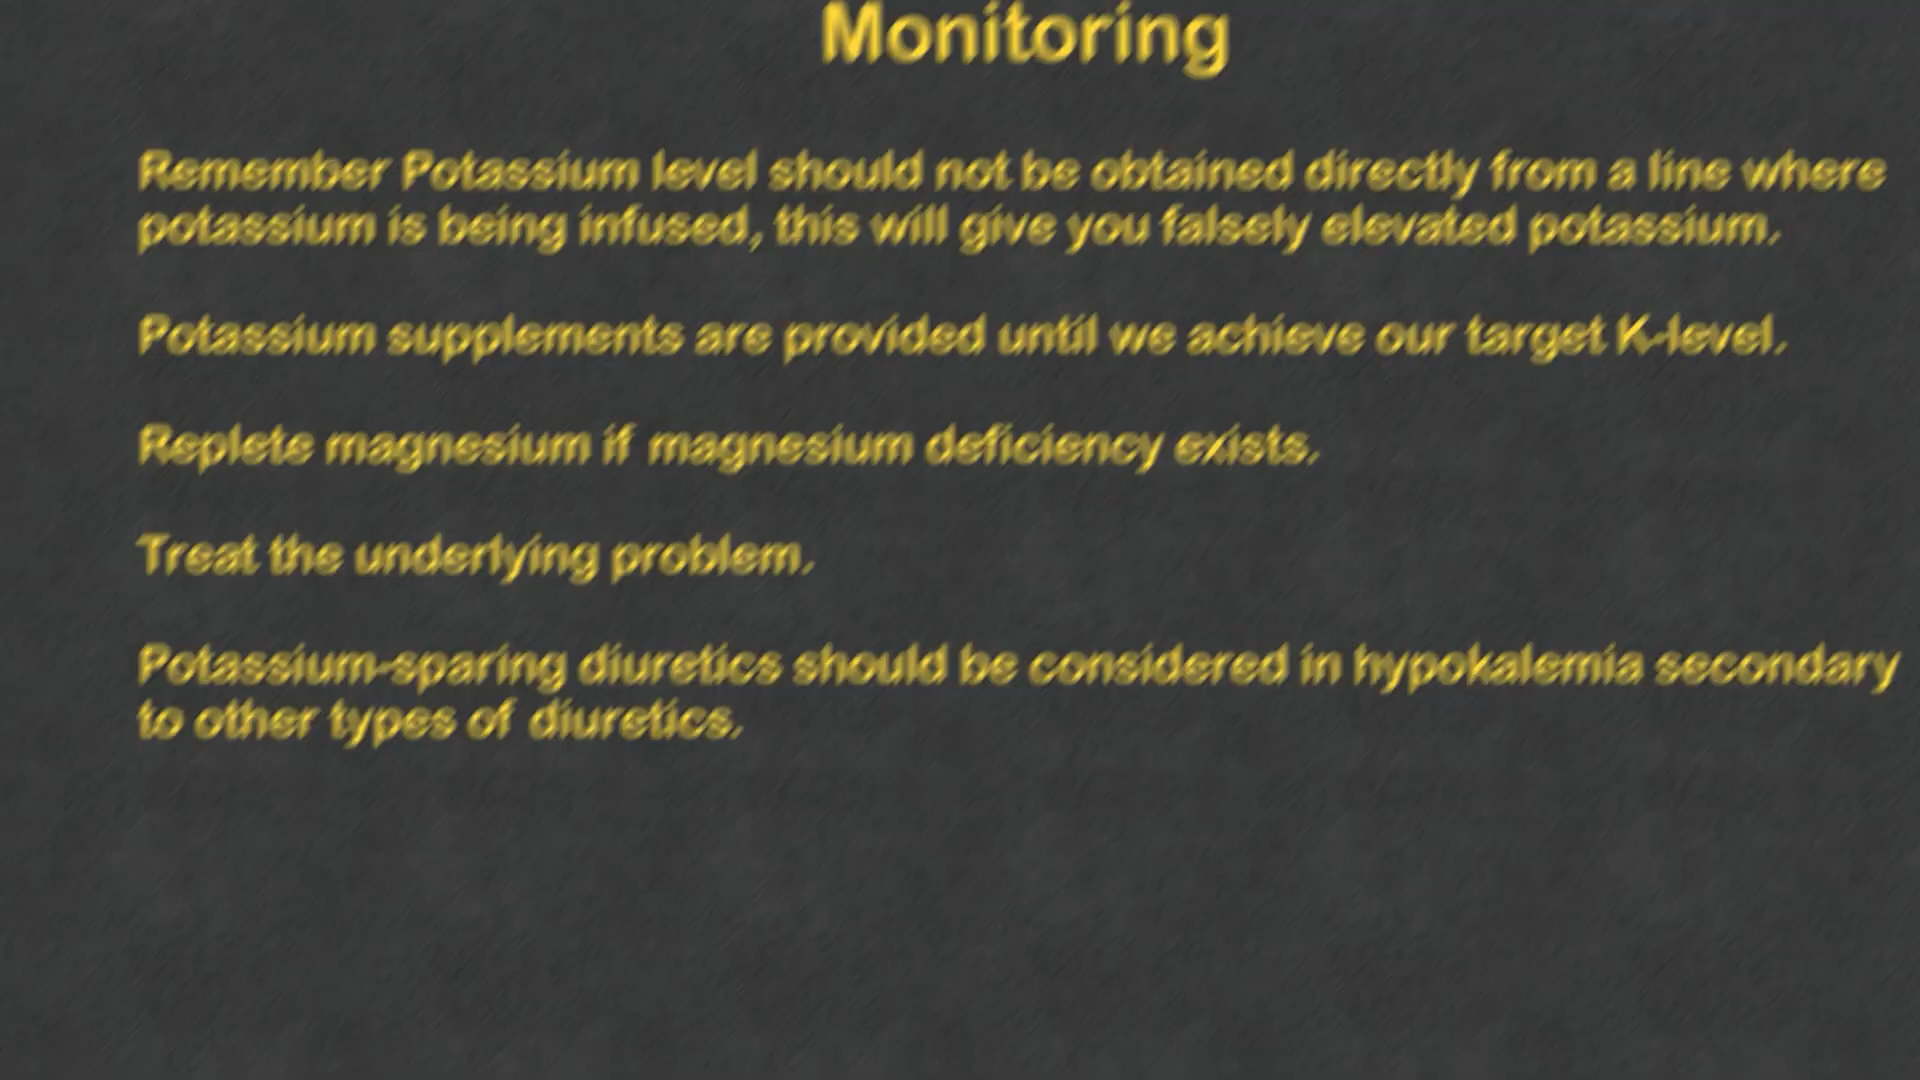 Monitoring
Remember Potassium level should not be obtained directly from a line where
potassium is being infused, this will give you falsely elevated potassium.
Potassium supplements are provided until we achieve our target K-level.
Replete magnesium if magnesium deficiency exists.
Treat the underlying problem.
Potassium-sparing diuretics should be considered in hypokalemia secondary
to other types of diuretics.